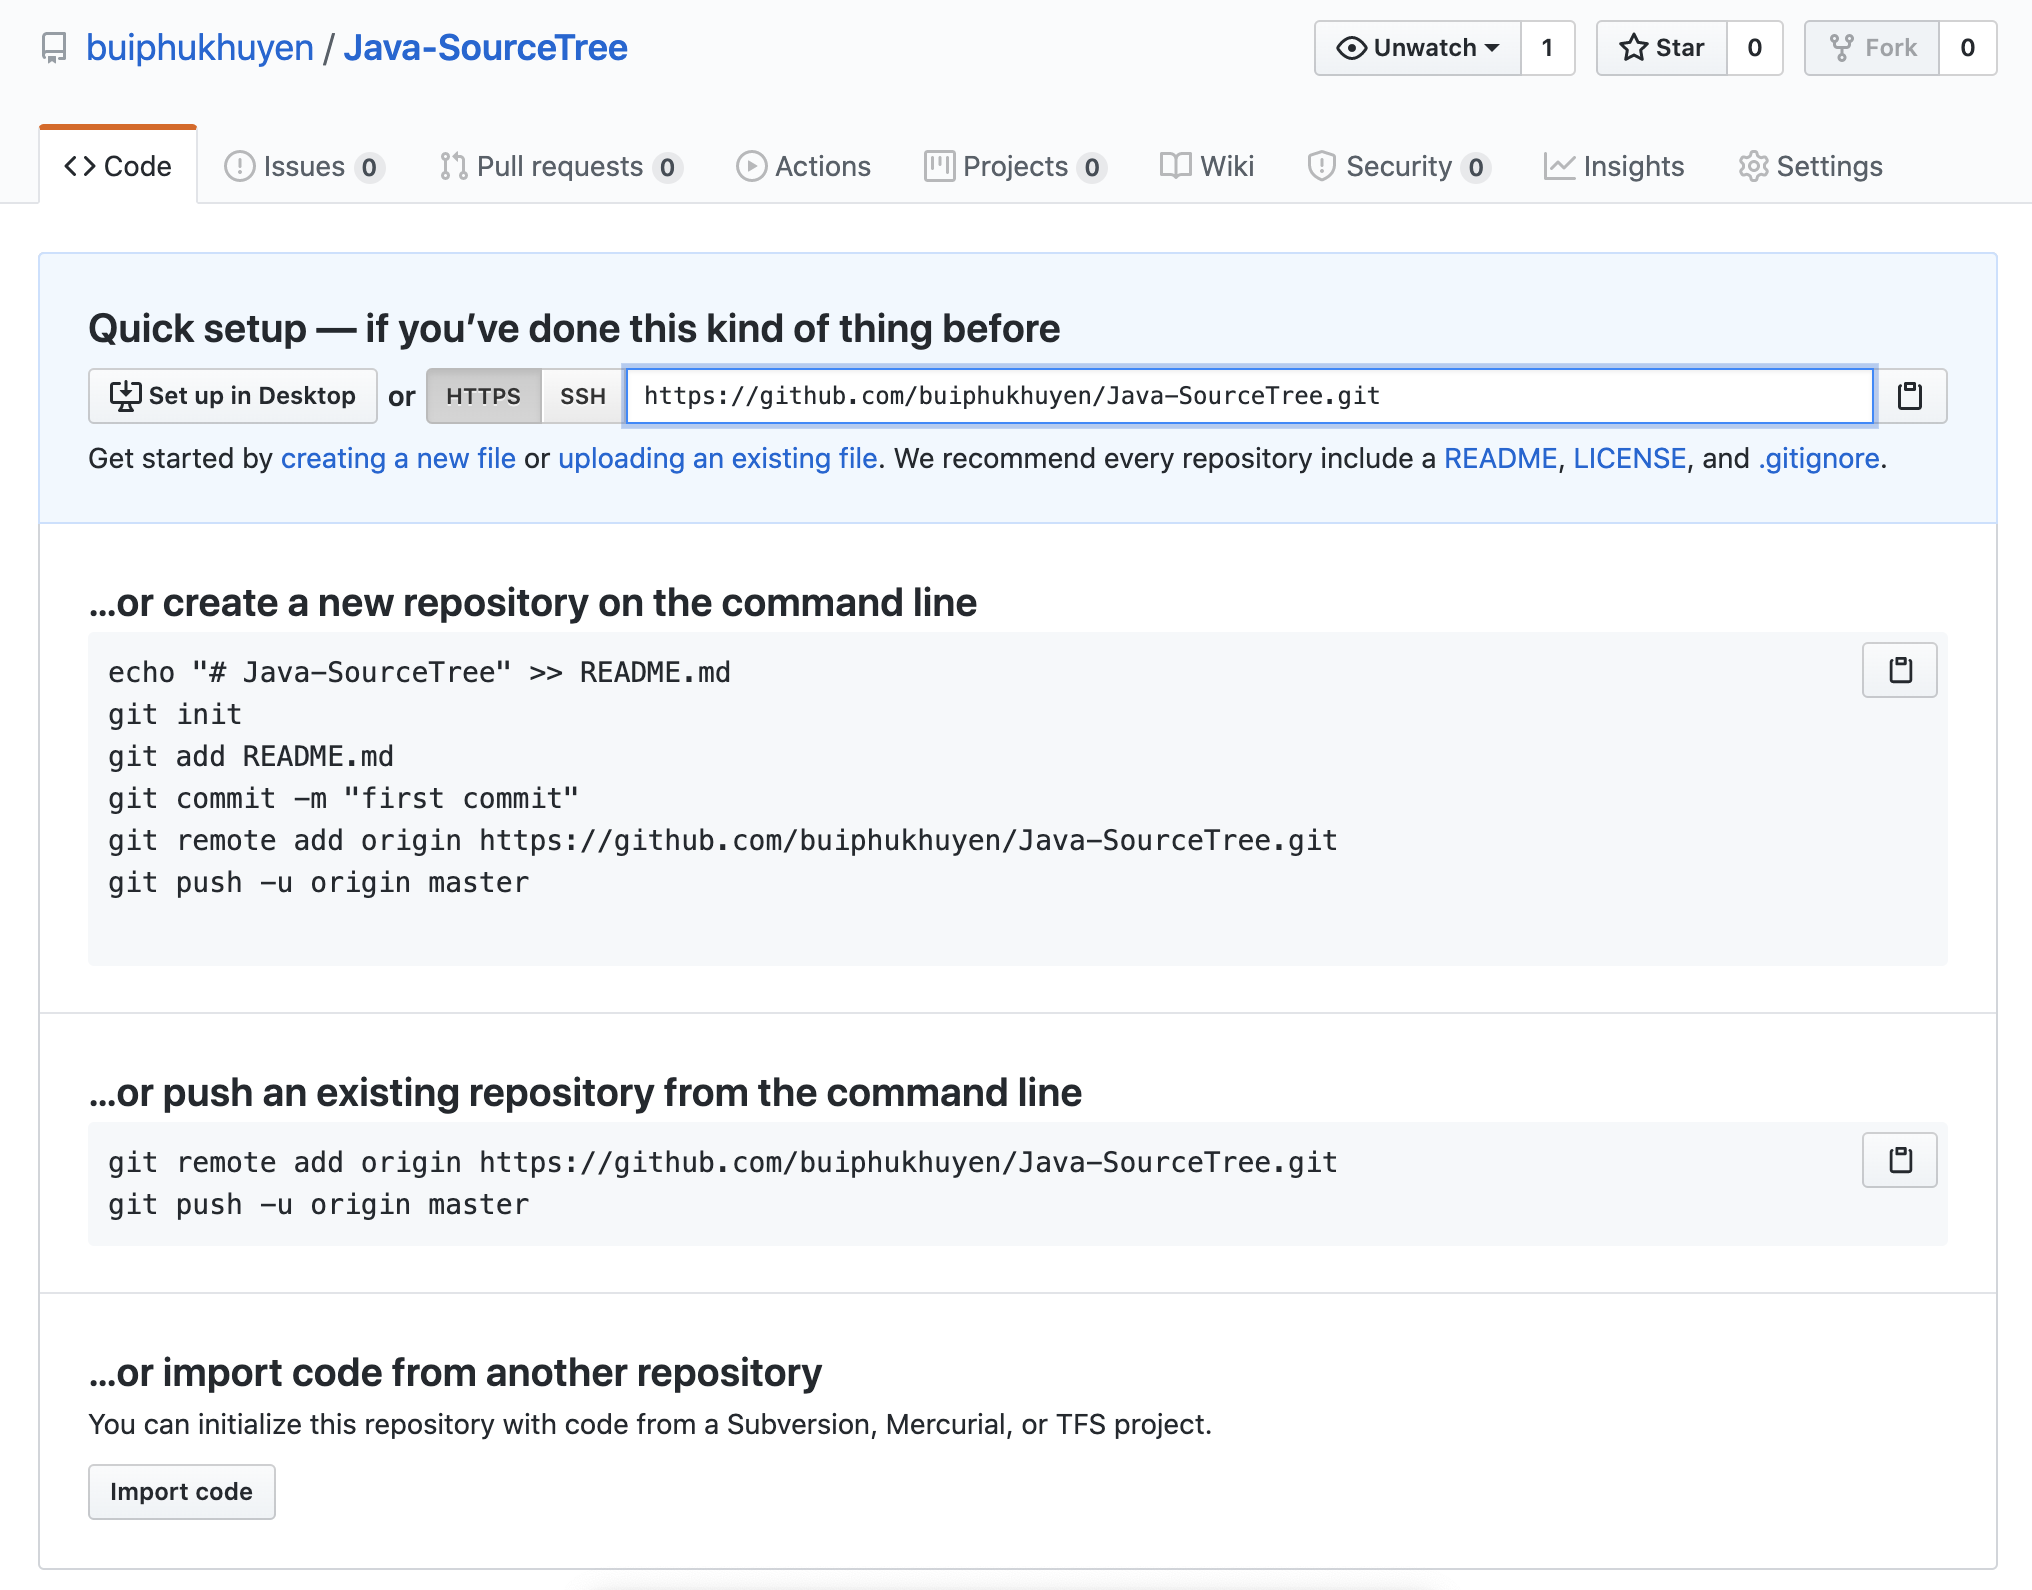 buiphukhuyen / Java-SourceTree
Unwatch 1 Star 0 Fork 0
Code Issues 0 Pull requests 0 Actions Projects 0 Wiki Security 0 Insights Settings
Quick setup — if you’ve done this kind of thing before
Set up in Desktop or HTTPS SSH https://github.com/buiphukhuyen/Java-SourceTree.git
Get started by creating a new file or uploading an existing file. We recommend every repository include a README, LICENSE, and .gitignore.
…or create a new repository on the command line
echo "# Java-SourceTree" >> README.md
git init
git add README.md
git commit -m "first commit"
git remote add origin https://github.com/buiphukhuyen/Java-SourceTree.git
git push -u origin master
…or push an existing repository from the command line
git remote add origin https://github.com/buiphukhuyen/Java-SourceTree.git
git push -u origin master
…or import code from another repository
You can initialize this repository with code from a Subversion, Mercurial, or TFS project.
Import code